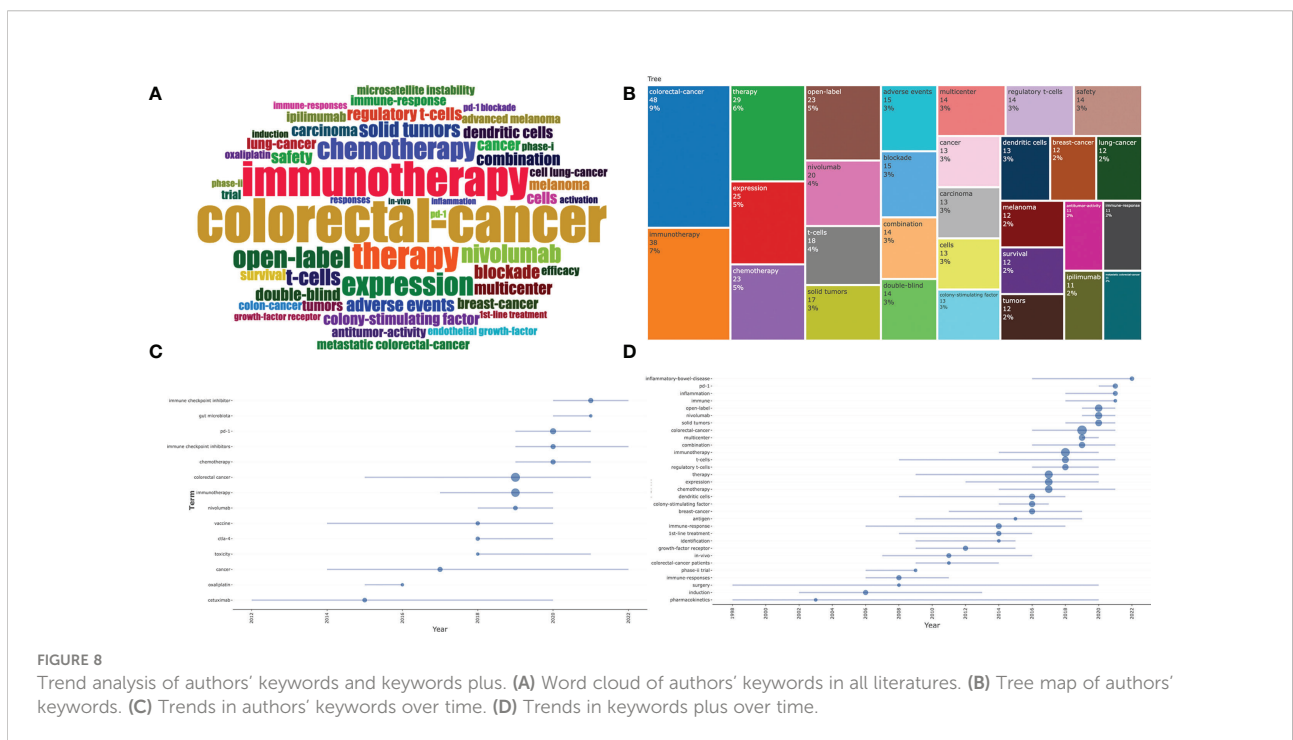 A
microsatellite instability
immune-responses
immune-response
pd-1 blockade
ipilimumab
regulatory t-cells
advanced melanoma
induction
carcinoma
solid tumors
dendritic cells
lung-cancer
chemotherapy
cancer
phase-i
oxaliplatin
safety
combination
immunotherapy
cell lung-cancer
phase-ii
melanoma
trial
responses
in-vivo
inflammation
cells
activation
colorectal-cancer
pd-1
open-label
therapy
nivolumab
survival
t-cells
expression
blockade
efficacy
double-blind
multicenter
colon-cancer
tumors
adverse events
breast-cancer
growth-factor receptor
colony-stimulating factor
1st-line treatment
antitumor-activity
endothelial growth-factor
metastatic colorectal-cancer
B
Tree
colorectal-cancer
48
9%
immunotherapy
38
7%
therapy
29
6%
expression
25
5%
chemotherapy
23
5%
open-label
23
5%
nivolumab
20
4%
t-cells
18
4%
solid tumors
17
3%
adverse events
15
3%
blockade
15
3%
combination
14
3%
double-blind
14
3%
multicenter
14
3%
regulatory t-cells
14
3%
safety
14
3%
cancer
13
3%
carcinoma
13
3%
cells
13
3%
colony-stimulating factor
13
3%
dendritic cells
13
3%
breast-cancer
12
2%
lung-cancer
12
2%
melanoma
12
2%
survival
12
2%
tumors
12
2%
antitumor-activity
11
2%
immune-response
11
2%
ipilimumab
11
2%
C
immune checkpoint inhibitor
gut microbiota
pd-1
immune checkpoint inhibitors
chemotherapy
colorectal cancer
immunotherapy
nivolumab
vaccine
ctla-4
toxicity
cancer
oxaliplatin
cetuximab
Term
2012
2014
2016
2018
2020
2022
Year
D
inflammatory-bowel-disease
pd-1
inflammation
immune
open-label
nivolumab
solid tumors
colorectal-cancer
multicenter
combination
immunotherapy
t-cells
regulatory t-cells
therapy
expression
chemotherapy
dendritic cells
colony-stimulating factor
breast-cancer
antigen
immune-response
1st-line treatment
identification
growth-factor receptor
in-vivo
colorectal-cancer patients
phase-ii trial
immune-responses
surgery
induction
pharmacokinetics
1998
2000
2002
2004
2006
2008
2010
2012
2014
2016
2018
2020
2022
Year
FIGURE 8
Trend analysis of authors’ keywords and keywords plus. (A) Word cloud of authors’ keywords in all literatures. (B) Tree map of authors’
keywords. (C) Trends in authors’ keywords over time. (D) Trends in keywords plus over time.